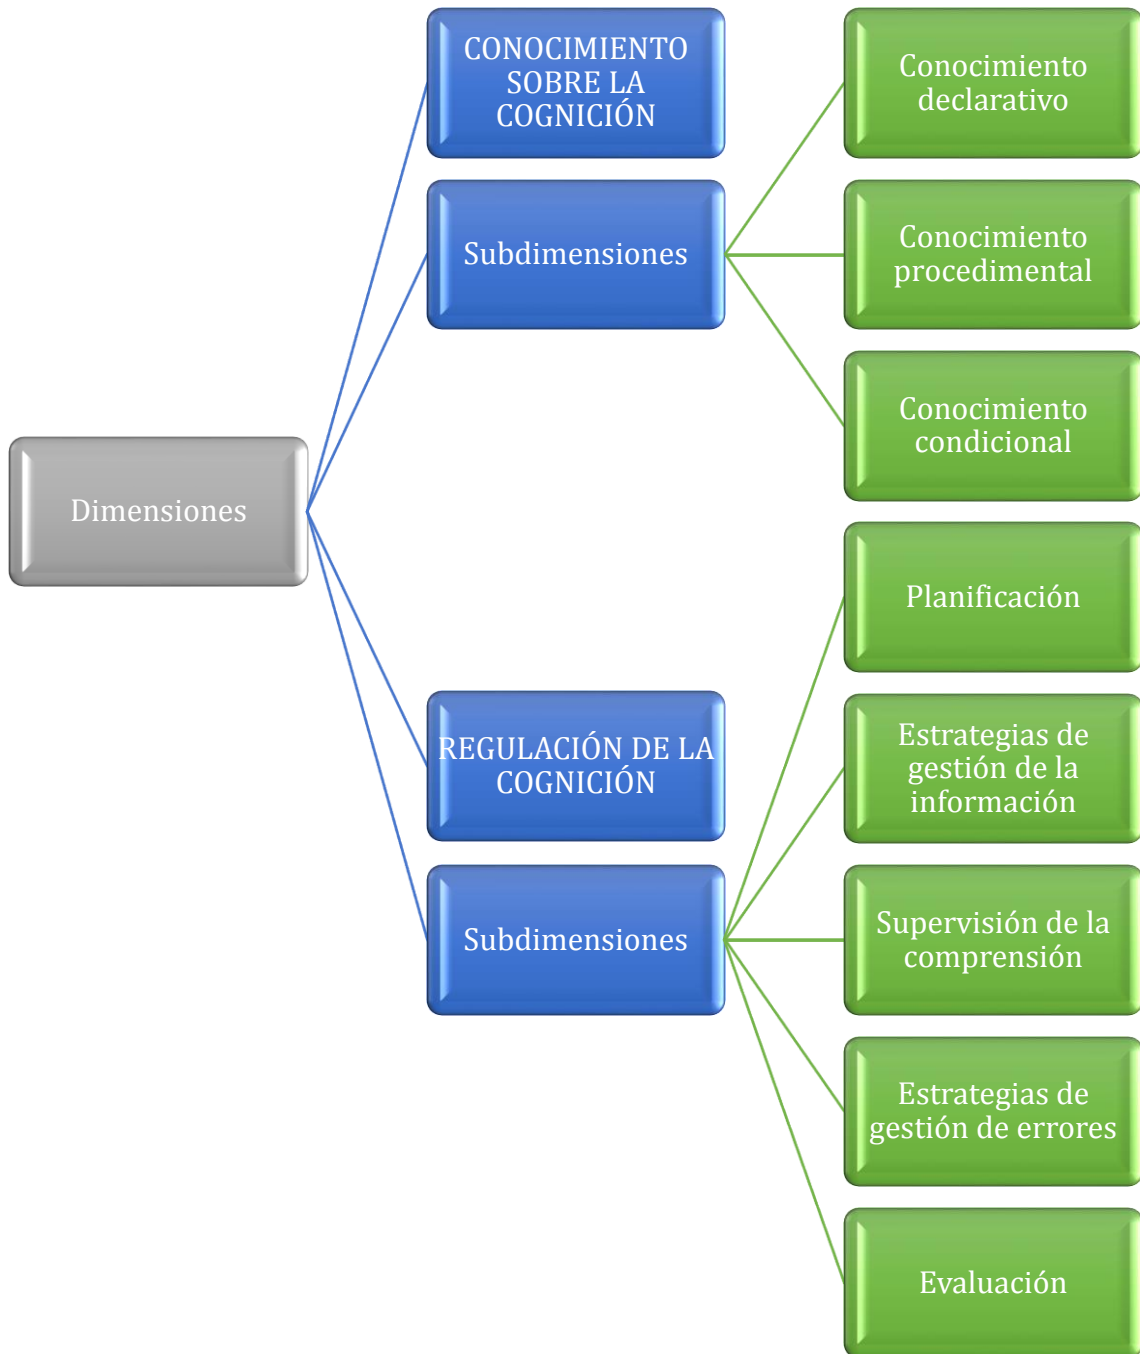 Dimensiones
CONOCIMIENTO
SOBRE LA
COGNICIÓN
Subdimensiones
Conocimiento
declarativo
Conocimiento
procedimental
Conocimiento
condicional
REGULACIÓN DE LA
COGNICIÓN
Subdimensiones
Planificación
Estrategias de
gestión de la
información
Supervisión de la
comprensión
Estrategias de
gestión de errores
Evaluación